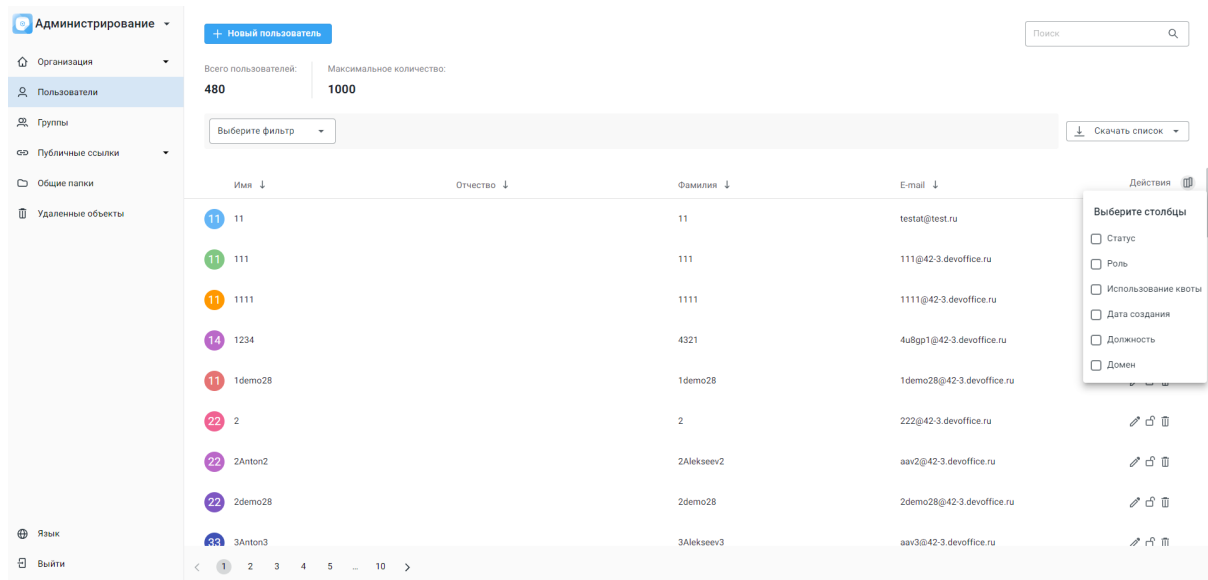 Администрирование
Организация
Пользователи
Группы
Публичные ссылки
Общие папки
Удаленные объекты
Язык
Выйти
+ Новый пользователь
Поиск
Всего пользователей: Максимальное количество:
480 1000
Выберите фильтр
Скачать список
Имя Отчество Фамилия E-mail Действия
11 11 11 testat@test.ru
11 111 111 111@42-3.devoffice.ru
11 1111 1111 1111@42-3.devoffice.ru
14 1234 4321 4u8gp1@42-3.devoffice.ru
11 1demo28 1demo28 1demo28@42-3.devoffice.ru
22 2 2 222@42-3.devoffice.ru
22 2Anton2 2Alekseev2 aav2@42-3.devoffice.ru
22 2demo28 2demo28 2demo28@42-3.devoffice.ru
33 3Anton3 3Alekseev3 aav3@42-3.devoffice.ru
Выберите столбцы
Статус
Роль
Использование квоты
Дата создания
Должность
Домен
1 2 3 4 5 … 10